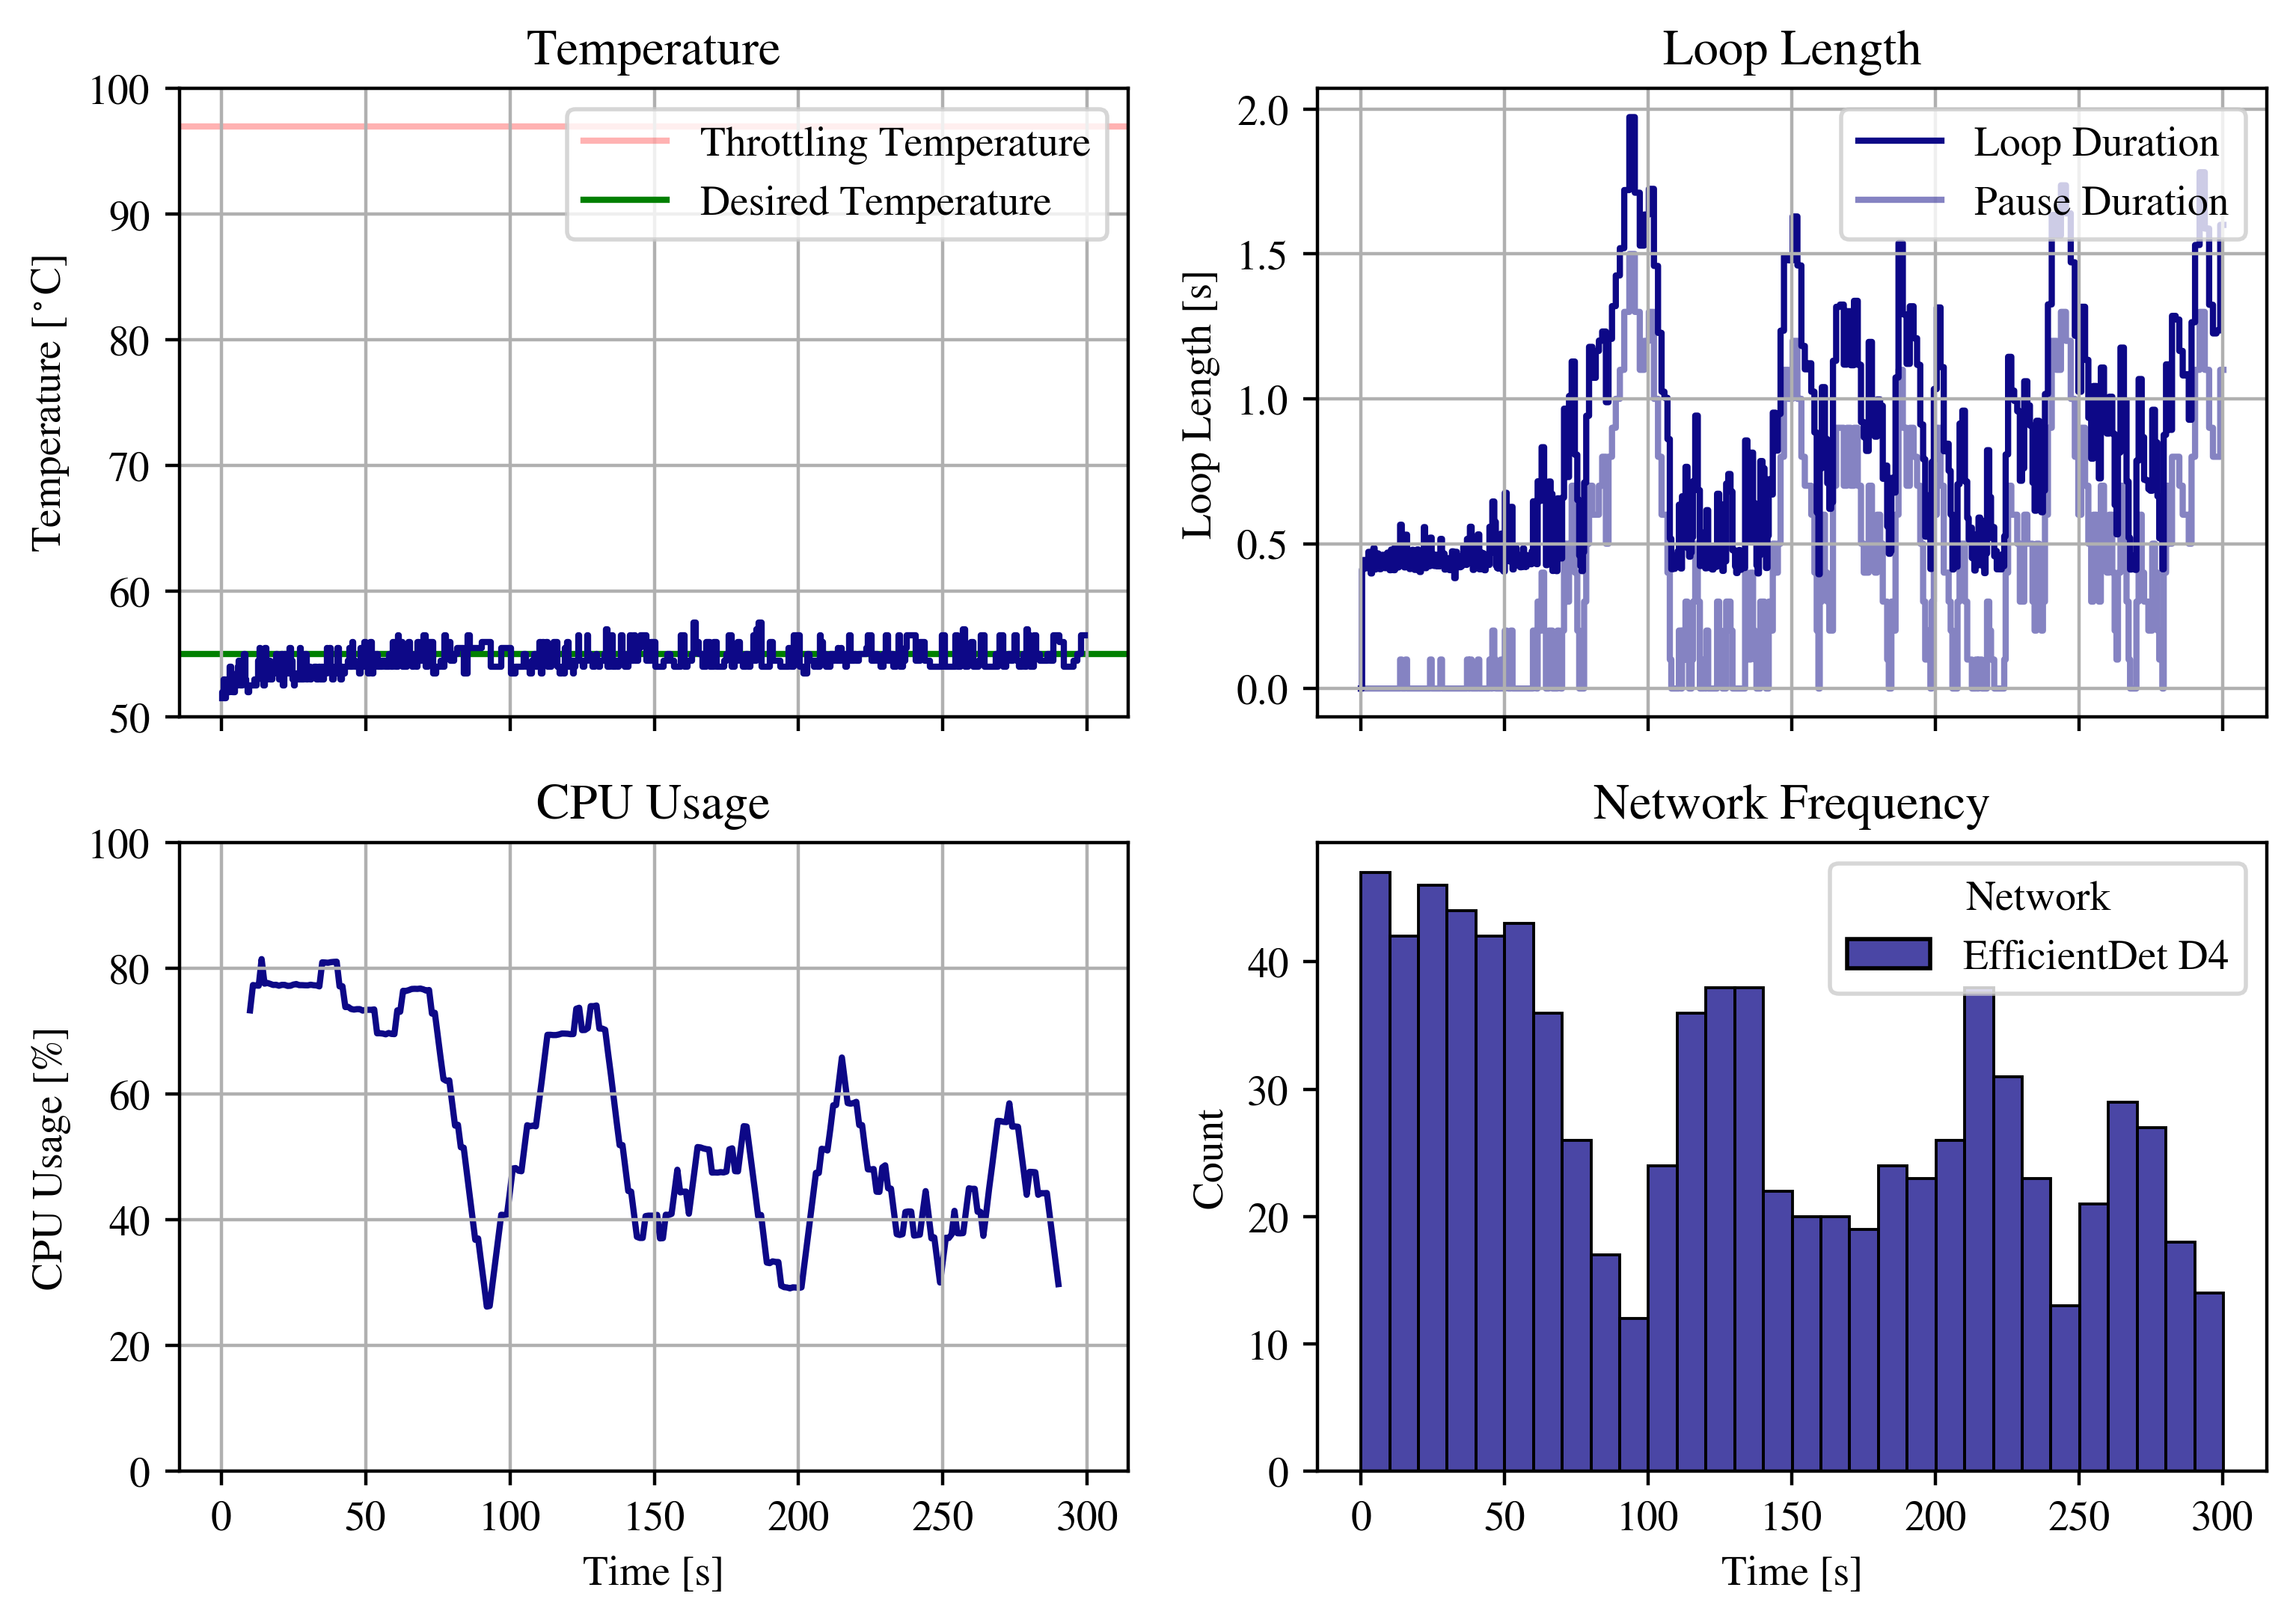 Temperature
100
90
80
70
60
50
Temperature [°C]
Throttling Temperature
Desired Temperature
Loop Length
2.0
1.5
1.0
0.5
0.0
Loop Length [s]
Loop Duration
Pause Duration
CPU Usage
100
80
60
40
20
0
CPU Usage [%]
0 50 100 150 200 250 300
Time [s]
Network Frequency
40
30
20
10
0
Count
Network
EfficientDet D4
0 50 100 150 200 250 300
Time [s]